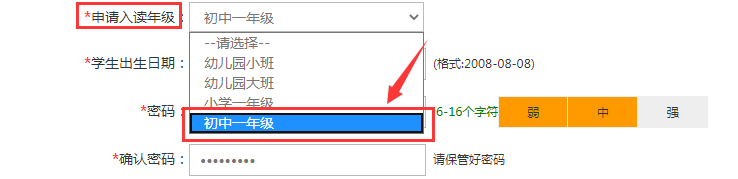 *申请入读年级： 初中一年级
--请选择--
*学生出生日期： 幼儿园小班 (格式:2008-08-08)
幼儿园大班
小学一年级
*密码： 初中一年级 6-16个字符 弱 中 强
*确认密码： ••••••••• 请保管好密码